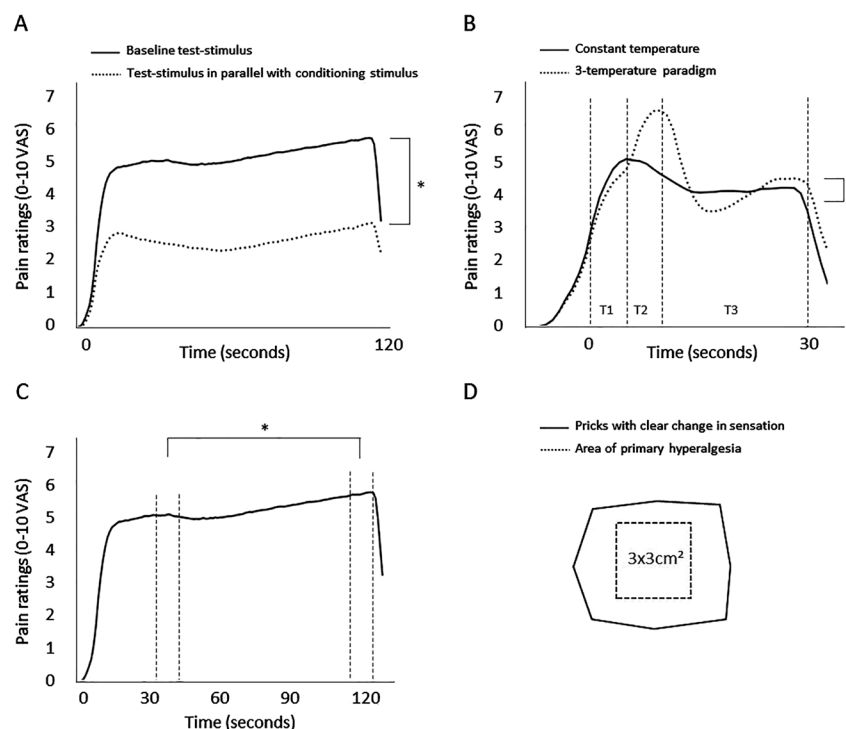 A
Baseline test-stimulus
Test-stimulus in parallel with conditioning stimulus
7
6
5
4
3
2
1
0
Pain ratings (0-10 VAS)
*
0
120
Time (seconds)
B
Constant temperature
3-temperature paradigm
7
6
5
4
3
2
1
0
Pain ratings (0-10 VAS)
T1
T2
T3
0
30
Time (seconds)
C
*
7
6
5
4
3
2
1
0
Pain ratings (0-10 VAS)
0
30
60
90
120
Time (seconds)
D
Pricks with clear change in sensation
Area of primary hyperalgesia
3x3cm²